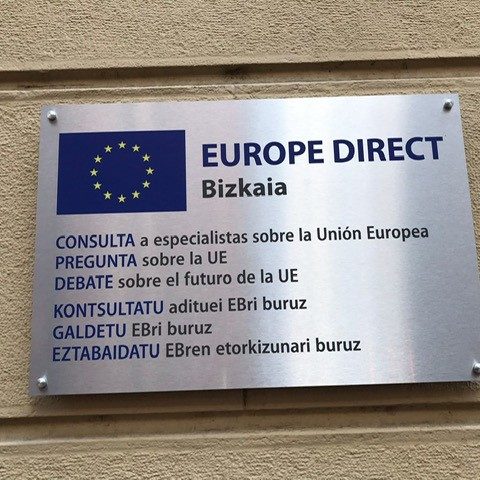 EUROPE DIRECT
Bizkaia
CONSULTA a especialistas sobre la Unión Europea
PREGUNTA sobre la UE
DEBATE sobre el futuro de la UE
KONTSULTATU adituei EBri buruz
GALDETU EBri buruz
EZTABAIDATU EBren etorkizunari buruz